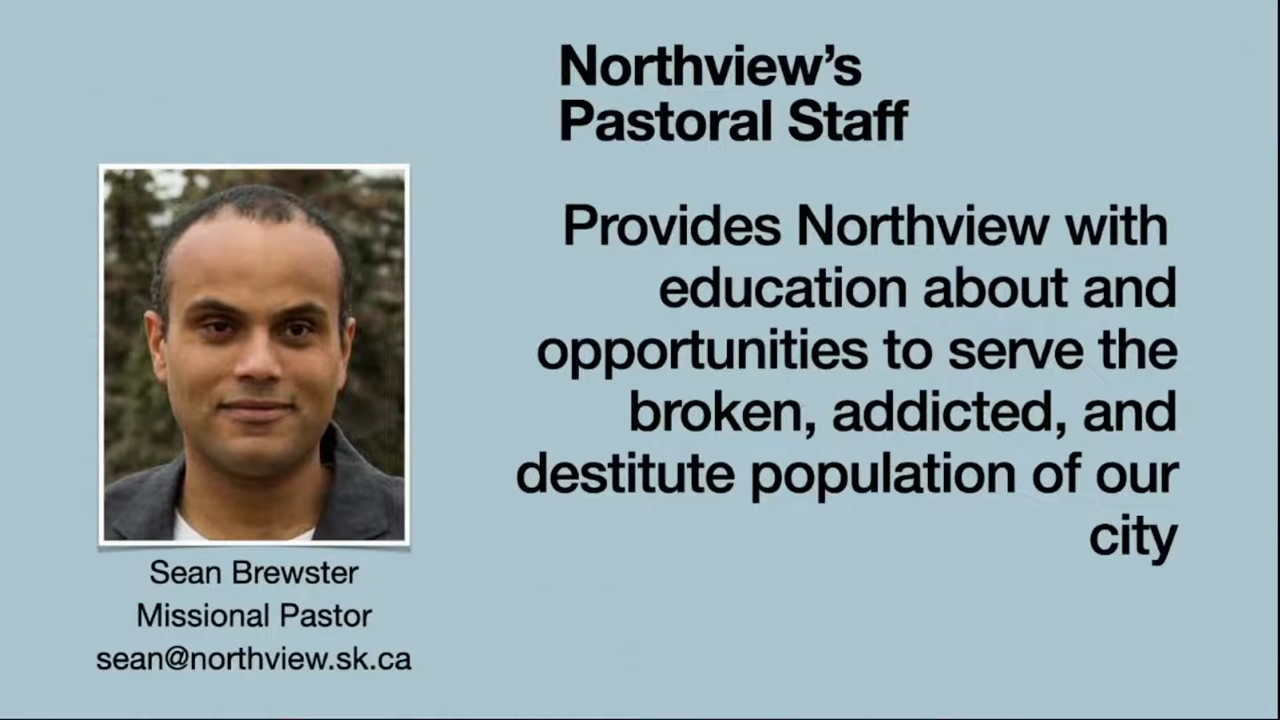 Northview’s
Pastoral Staff
Provides Northview with
education about and
opportunities to serve the
broken, addicted, and
destitute population of our
city
Sean Brewster
Missional Pastor
sean@northview.sk.ca